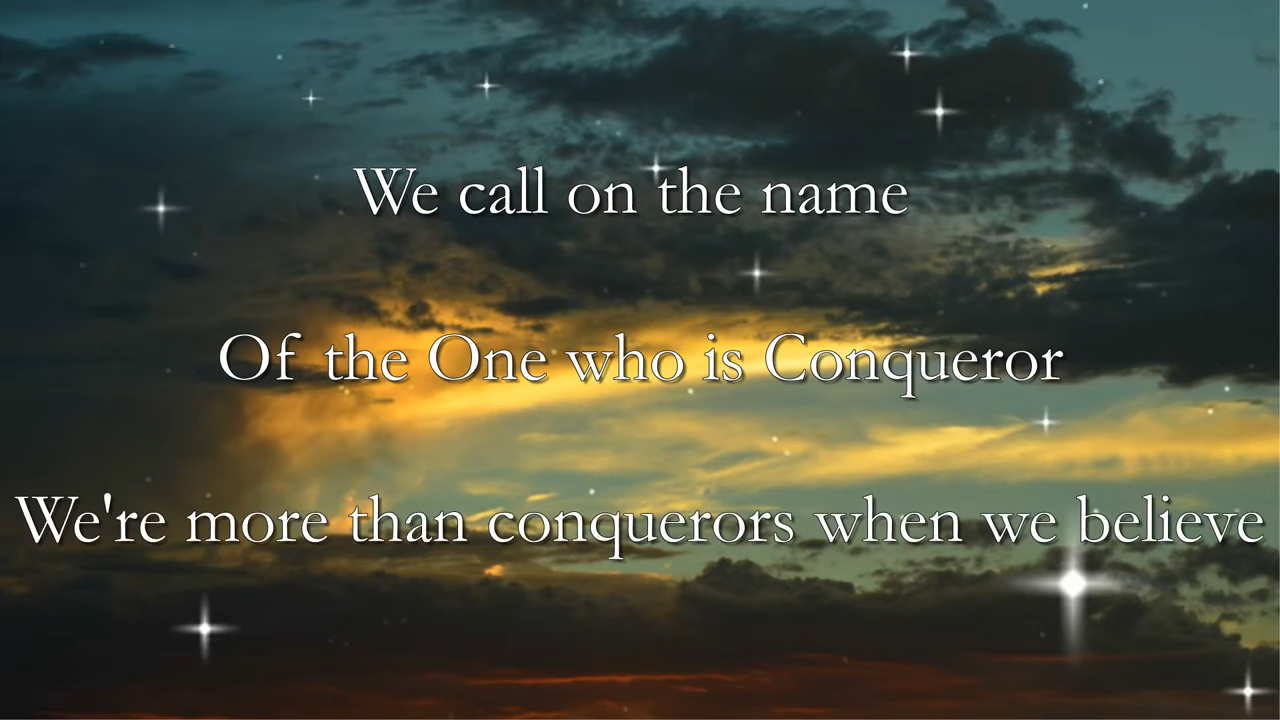 We call on the name
Of the One who is Conqueror
We're more than conquerors when we believe